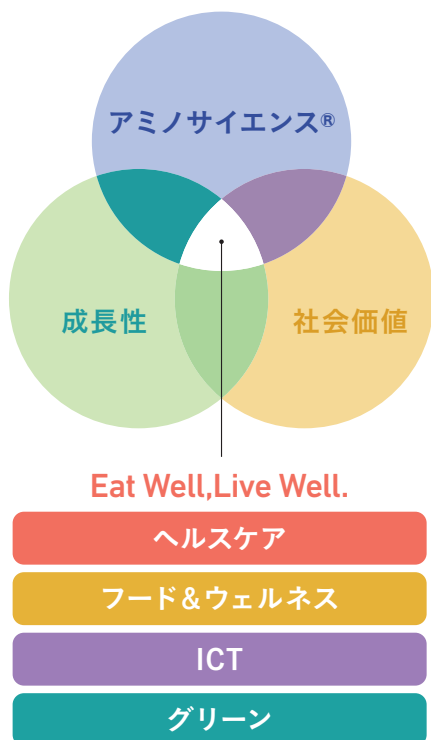 アミノサイエンス®
成長性
社会価値
Eat Well,Live Well.
ヘルスケア
フード&ウェルネス
ICT
グリーン